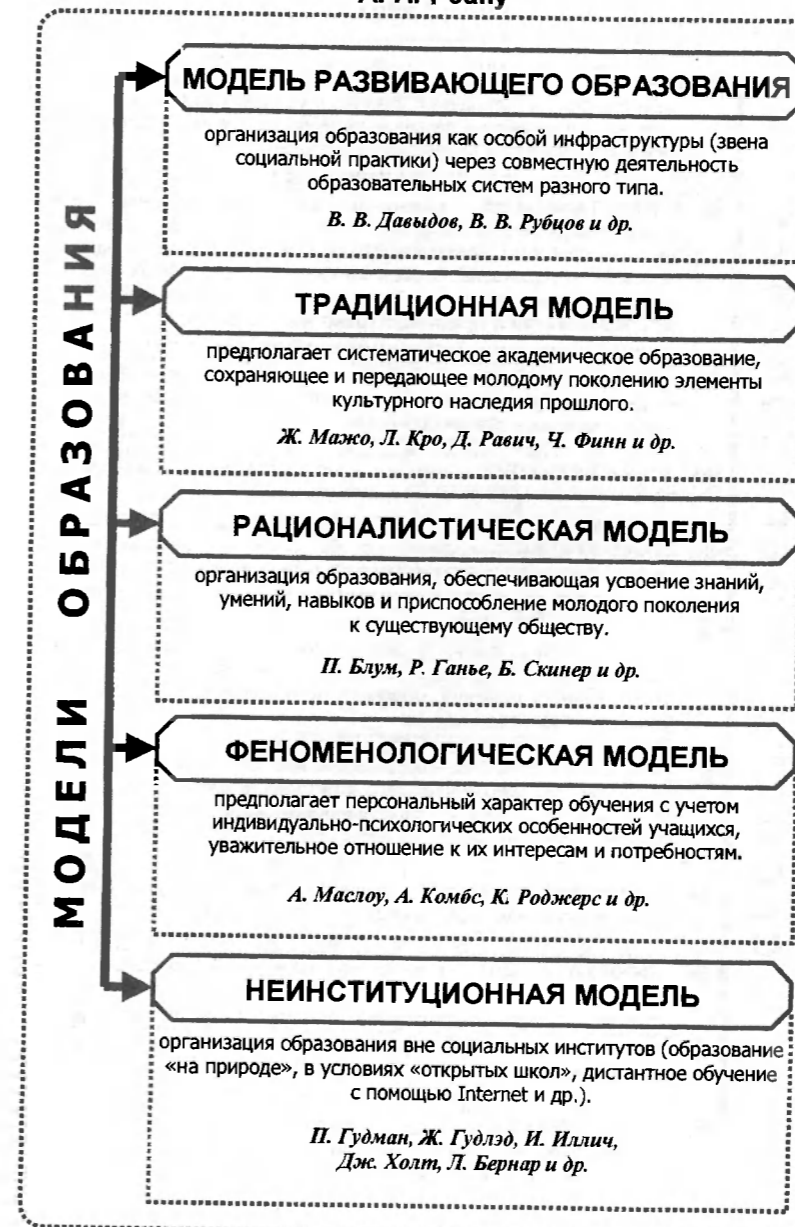 МОДЕЛИ ОБРАЗОВАНИЯ
МОДЕЛЬ РАЗВИВАЮЩЕГО ОБРАЗОВАНИЯ
организация образования как особой инфраструктуры (звена
социальной практики) через совместную деятельность
образовательных систем разного типа.
В. В. Давыдов, В. В. Рубцов и др.
ТРАДИЦИОННАЯ МОДЕЛЬ
предполагает систематическое академическое образование,
сохраняющее и передающее молодому поколению элементы
культурного наследия прошлого.
Ж. Мажо, Л. Кро, Д. Равич, Ч. Финн и др.
РАЦИОНАЛИСТИЧЕСКАЯ МОДЕЛЬ
организация образования, обеспечивающая усвоение знаний,
умений, навыков и приспособление молодого поколения
к существующему обществу.
П. Блум, Р. Ганье, Б. Скинер и др.
ФЕНОМЕНОЛОГИЧЕСКАЯ МОДЕЛЬ
предполагает персональный характер обучения с учетом
индивидуально-психологических особенностей учащихся,
уважительное отношение к их интересам и потребностям.
А. Маслоу, А. Комбс, К. Роджерс и др.
НЕИНСТИТУЦИОННАЯ МОДЕЛЬ
организация образования вне социальных институтов (образование
«на природе», в условиях «открытых школ», дистантное обучение
с помощью Internet и др.).
П. Гудман, Ж. Гудлэд, И. Иллич,
Дж. Холт, Л. Бернар и др.